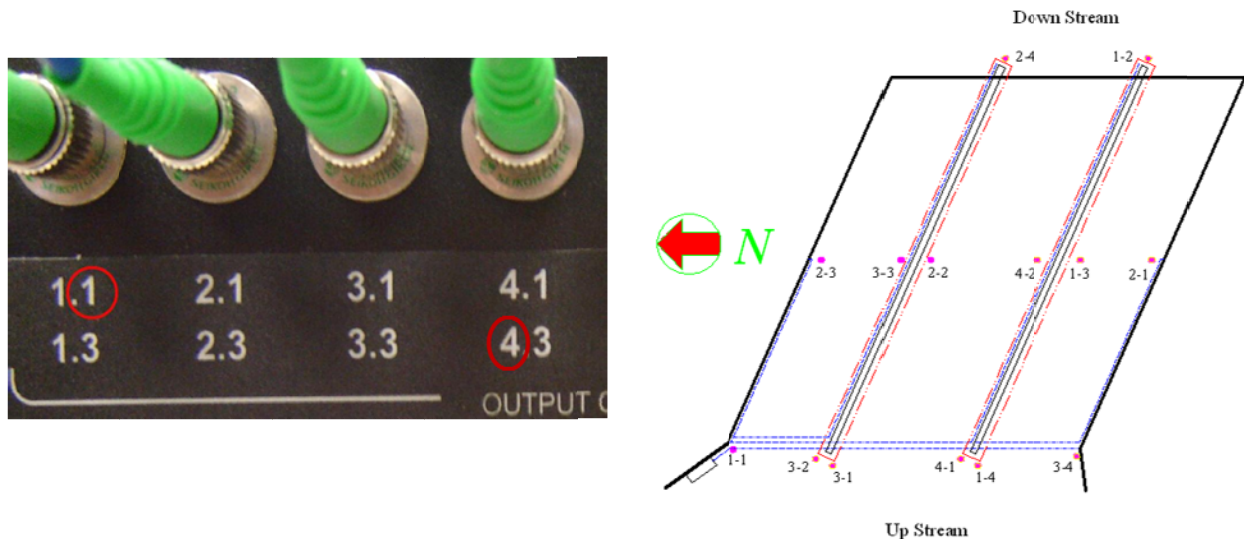 1.1 2.1 3.1 4.1
1.3 2.3 3.3 4.3
OUTPUT
Down Stream
2-4 1-2
N
2-3 3-3 2-2 4-2 1-3 2-1
1-1
3-2 3-1 4-1 1-4 3-4
Up Stream